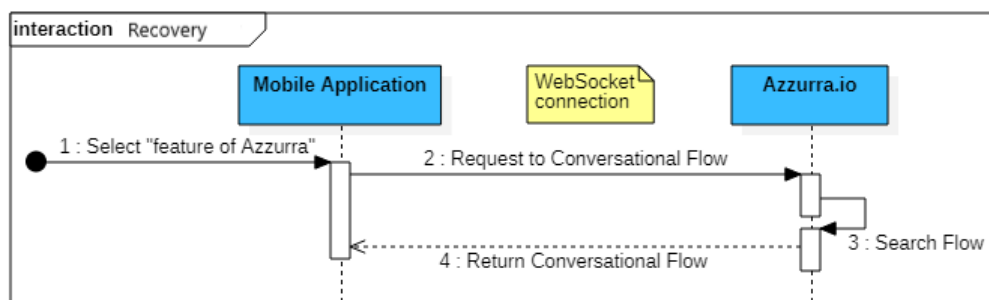 interaction Recovery
Mobile Application
WebSocket
connection
Azzurra.io
1 : Select "feature of Azzurra"
2 : Request to Conversational Flow
3 : Search Flow
4 : Return Conversational Flow